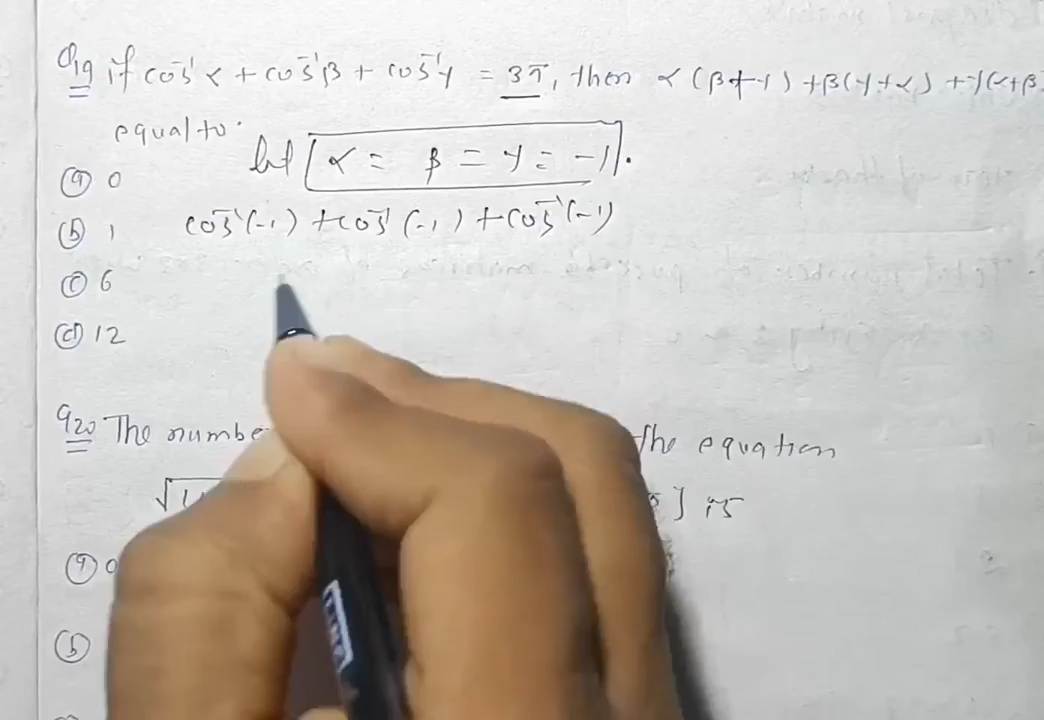 Q19 if cos⁻¹α + cos⁻¹β + cos⁻¹γ = 3π, then α(β+γ) + β(γ+α) + γ(α+β)
equal to.
let α = β = γ = -1.
(a) 0
cos⁻¹(-1) + cos⁻¹(-1) + cos⁻¹(-1)
(b) 1
(c) 6
(d) 12
Q20 The the equation
] is
(a) 0
(b)